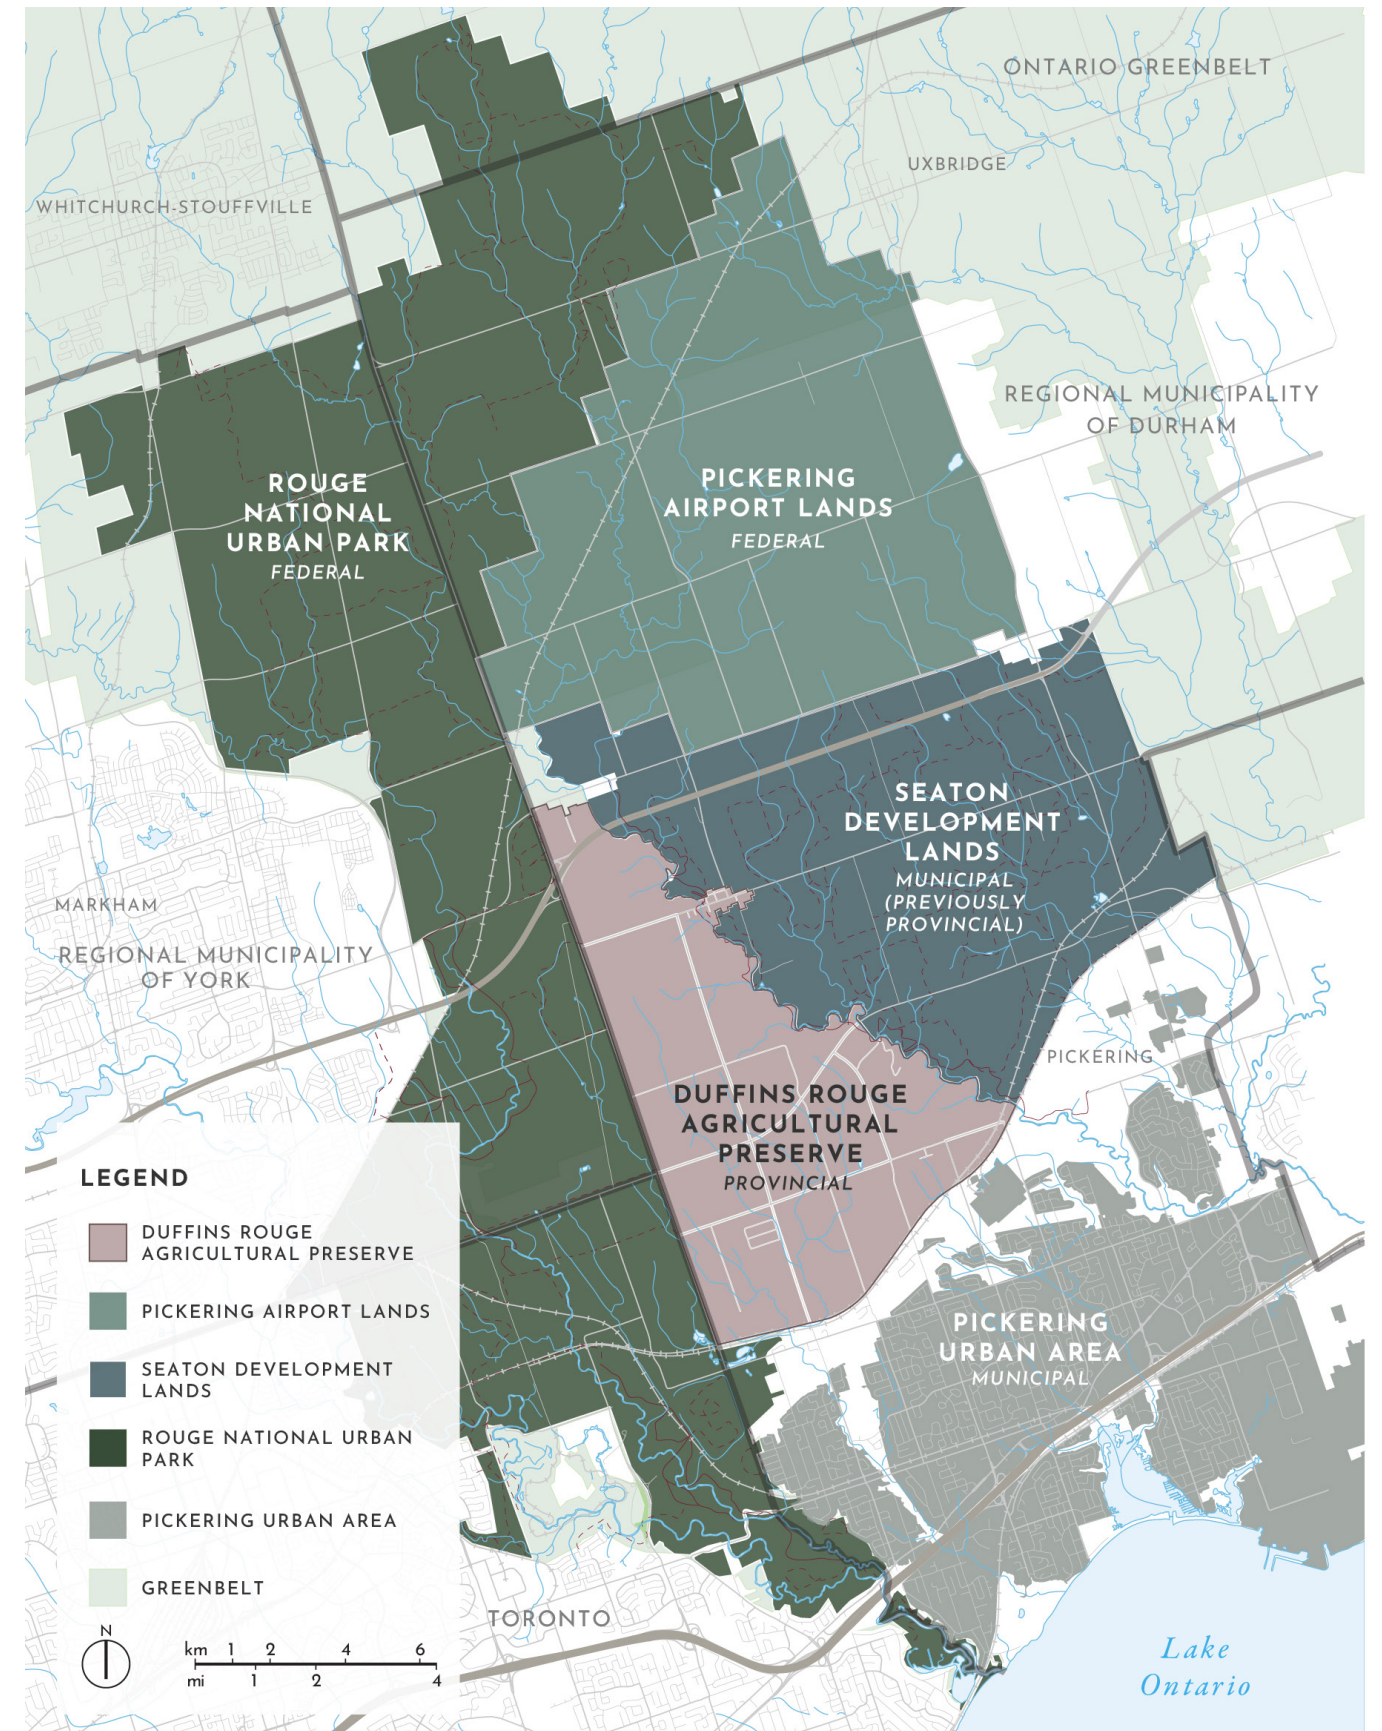 ONTARIO GREENBELT
UXBRIDGE
WHITCHURCH-STOUFFVILLE
REGIONAL MUNICIPALITY
OF DURHAM
ROUGE
NATIONAL
URBAN PARK
FEDERAL
PICKERING
AIRPORT LANDS
FEDERAL
SEATON
DEVELOPMENT
LANDS
MUNICIPAL
(PREVIOUSLY
PROVINCIAL)
MARKHAM
REGIONAL MUNICIPALITY
OF YORK
PICKERING
DUFFINS ROUGE
AGRICULTURAL
PRESERVE
PROVINCIAL
PICKERING
URBAN AREA
MUNICIPAL
TORONTO
Lake
Ontario
LEGEND
DUFFINS ROUGE
AGRICULTURAL PRESERVE
PICKERING AIRPORT LANDS
SEATON DEVELOPMENT
LANDS
ROUGE NATIONAL URBAN
PARK
PICKERING URBAN AREA
GREENBELT
N
km 1 2 4 6
mi 1 2 4